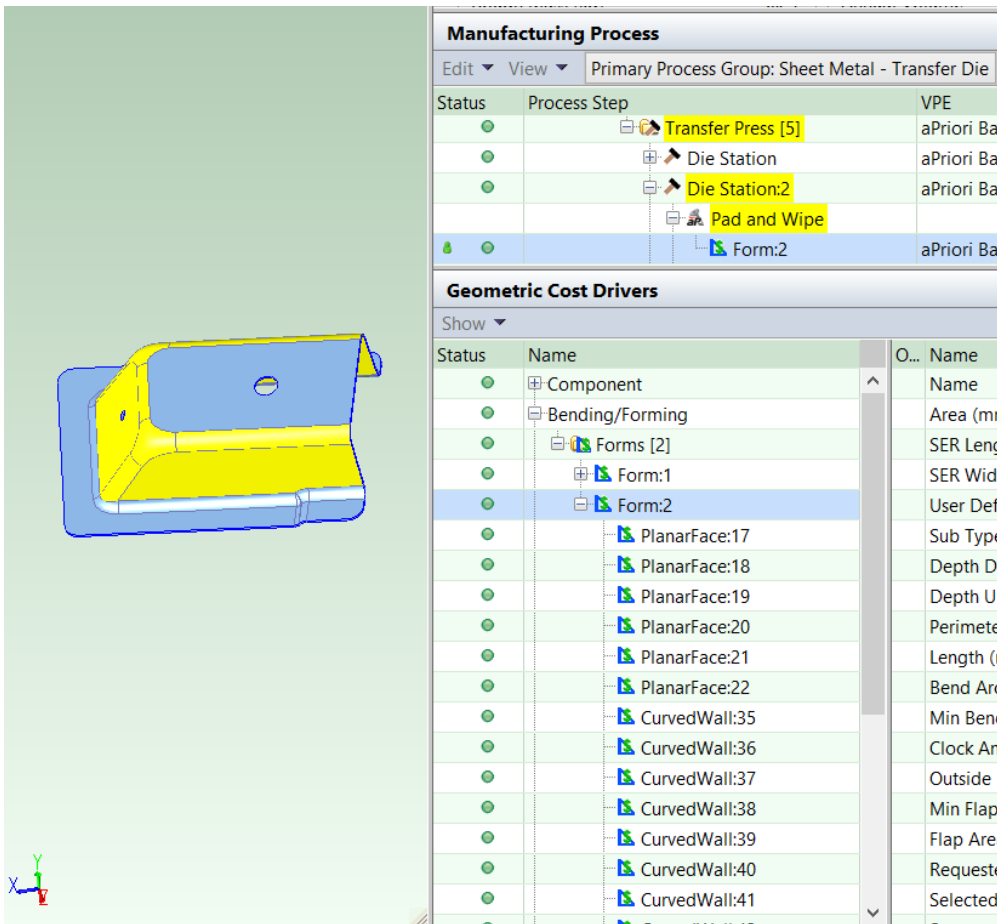 Manufacturing Process
Edit View Primary Process Group: Sheet Metal - Transfer Die
Status Process Step VPE
Transfer Press [5] aPriori Ba
Die Station aPriori Ba
Die Station:2 aPriori Ba
Pad and Wipe
Form:2 aPriori Ba
Geometric Cost Drivers
Show
Status Name O... Name
Component Name
Bending/Forming Area (m
Forms [2] SER Leng
Form:1 SER Wid
Form:2 User Def
PlanarFace:17 Sub Type
PlanarFace:18 Depth D
PlanarFace:19 Depth U
PlanarFace:20 Perimete
PlanarFace:21 Length (
PlanarFace:22 Bend Ar
CurvedWall:35 Min Ben
CurvedWall:36 Clock An
CurvedWall:37 Outside
CurvedWall:38 Min Flap
CurvedWall:39 Flap Are
CurvedWall:40 Request
CurvedWall:41 Selected
Y
X